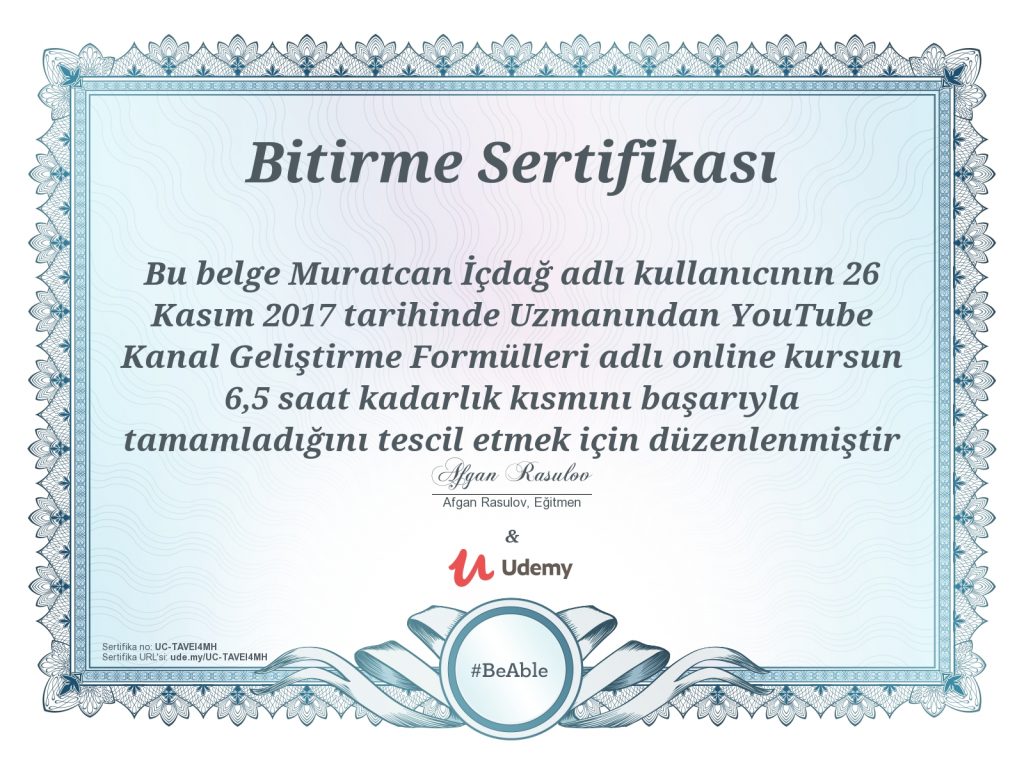 Bitirme Sertifikası
Bu belge Muratcan İçdağ adlı kullanıcının 26
Kasım 2017 tarihinde Uzmanından YouTube
Kanal Geliştirme Formülleri adlı online kursun
6,5 saat kadarlık kısmını başarıyla
tamamladığını tescil etmek için düzenlenmiştir
Afgan Rasulov
Afgan Rasulov, Eğitmen
&
Udemy
#BeAble
Sertifika no: UC-TAVEI4MH
Sertifika URL'si: ude.my/UC-TAVEI4MH